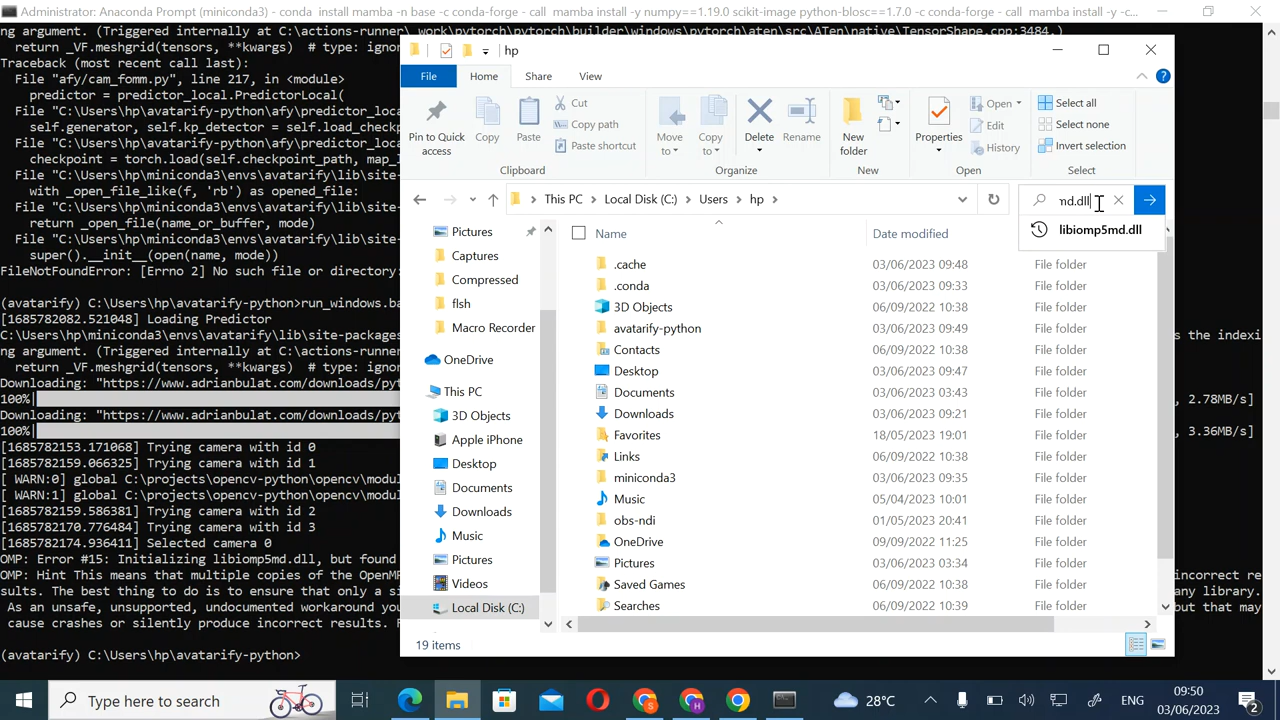 Administrator: Anaconda Prompt (miniconda3) - conda  install mamba -n base -c conda-forge - call  mamba install -y numpy==1.19.0 scikit-image python-blosc==1.7.0 -c conda-forge - call  mamba install -y -c...
ng argument. (Triggered internally at C:\actions-runner\_work\pytorch\pytorch\builder\windows\pytorch\aten\src\ATen\native\TensorShape.cpp:3484.)
return _VF.meshgrid(tensors, **kwargs)  # type: ignor
Traceback (most recent call last):
File "afy/cam_fomm.py", line 217, in <module>
predictor = predictor_local.PredictorLocal(
File "C:\Users\hp\avatarify-python\afy\predictor_loca
self.generator, self.kp_detector = self.load_checkp
File "C:\Users\hp\avatarify-python\afy\predictor_loca
checkpoint = torch.load(self.checkpoint_path, map_l
File "C:\Users\hp\miniconda3\envs\avatarify\lib\site-
with _open_file_like(f, 'rb') as opened_file:
File "C:\Users\hp\miniconda3\envs\avatarify\lib\site-
return _open_file(name_or_buffer, mode)
File "C:\Users\hp\miniconda3\envs\avatarify\lib\site-
super().__init__(open(name, mode))
FileNotFoundError: [Errno 2] No such file or directory:
(avatarify) C:\Users\hp\avatarify-python>run_windows.ba
[1685782082.521048] Loading Predictor
C:\Users\hp\miniconda3\envs\avatarify\lib\site-packages
s the indexi
ng argument. (Triggered internally at C:\actions-runner
return _VF.meshgrid(tensors, **kwargs)  # type: ignor
Downloading: "https://www.adrianbulat.com/downloads/pyt
100%|
, 2.78MB/s]
Downloading: "https://www.adrianbulat.com/downloads/pyt
100%|
, 3.36MB/s]
[1685782153.171068] Trying camera with id 0
[1685782159.066325] Trying camera with id 1
[ WARN:0] global C:\projects\opencv-python\opencv\modul
[ WARN:1] global C:\projects\opencv-python\opencv\modul
[1685782159.586381] Trying camera with id 2
[1685782170.776484] Trying camera with id 3
[1685782174.936411] Selected camera 0
OMP: Error #15: Initializing libiomp5md.dll, but found
OMP: Hint This means that multiple copies of the OpenMP
incorrect re
sults. The best thing to do is to ensure that only a si
any library.
As an unsafe, unsupported, undocumented workaround you
but that may
cause crashes or silently produce incorrect results. F
(avatarify) C:\Users\hp\avatarify-python>
hp
File
Home
Share
View
Pin to Quick access
Copy
Paste
Cut
Copy path
Paste shortcut
Clipboard
Move to
Copy to
Delete
Rename
Organize
New folder
New
Properties
Open
Edit
History
Open
Select all
Select none
Invert selection
Select
This PC
Local Disk (C:)
Users
hp
md.dll
libiomp5md.dll
Name
Date modified
Pictures
Captures
Compressed
flsh
Macro Recorder
OneDrive
This PC
3D Objects
Apple iPhone
Desktop
Documents
Downloads
Music
Pictures
Videos
Local Disk (C:)
.cache 03/06/2023 09:48 File folder
.conda 03/06/2023 09:33 File folder
3D Objects 06/09/2022 10:38 File folder
avatarify-python 03/06/2023 09:49 File folder
Contacts 06/09/2022 10:38 File folder
Desktop 03/06/2023 09:47 File folder
Documents 03/06/2023 03:43 File folder
Downloads 03/06/2023 09:21 File folder
Favorites 18/05/2023 19:01 File folder
Links 06/09/2022 10:38 File folder
miniconda3 03/06/2023 09:35 File folder
Music 05/04/2023 10:01 File folder
obs-ndi 01/05/2023 20:41 File folder
OneDrive 09/09/2022 11:25 File folder
Pictures 03/06/2023 03:34 File folder
Saved Games 06/09/2022 10:38 File folder
Searches 06/09/2022 10:39 File folder
19 items
Type here to search
28°C
ENG
09:50
03/06/2023
2